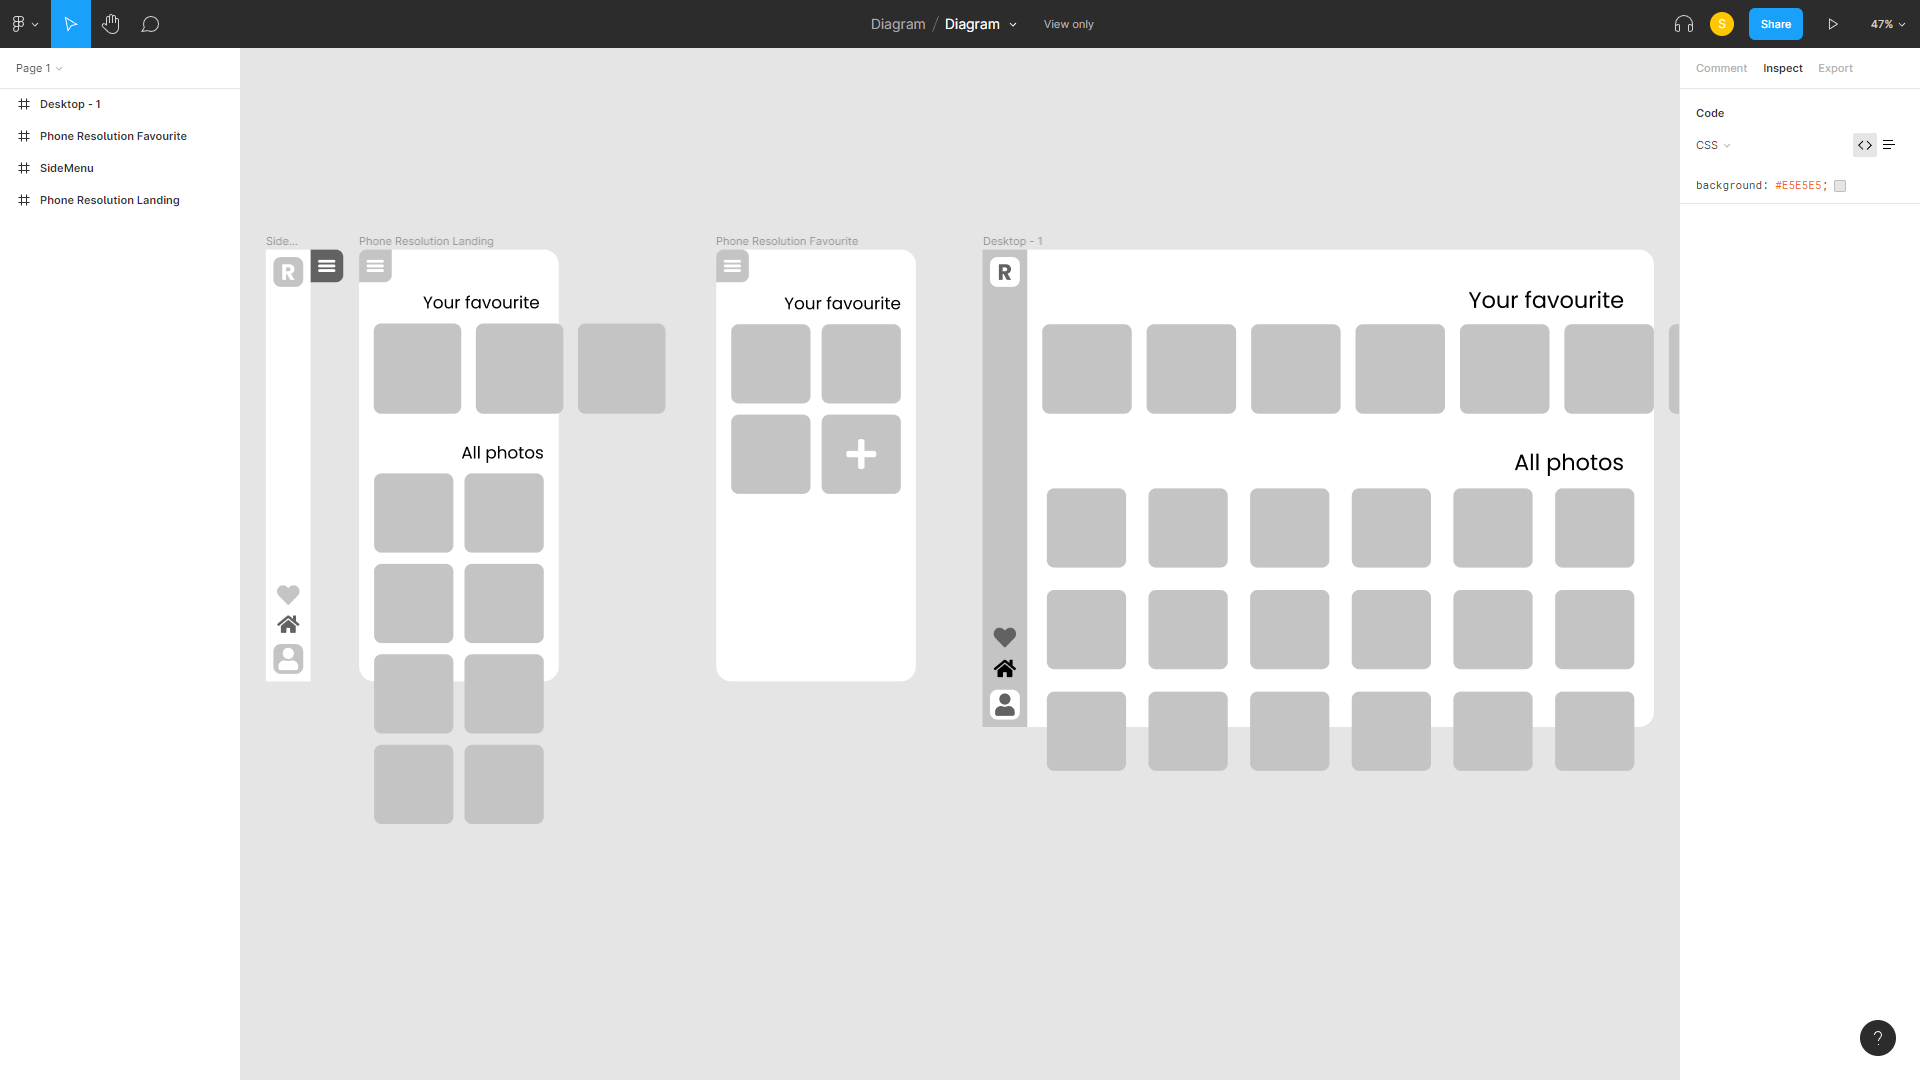 Diagram / Diagram
View only
S
Share
47%
Page 1
Desktop - 1
Phone Resolution Favourite
SideMenu
Phone Resolution Landing
Comment
Inspect
Export
Code
CSS
background: #E5E5E5;
Side...
R
Phone Resolution Landing
Your favourite
All photos
Phone Resolution Favourite
Your favourite
Desktop - 1
R
Your favourite
All photos
?